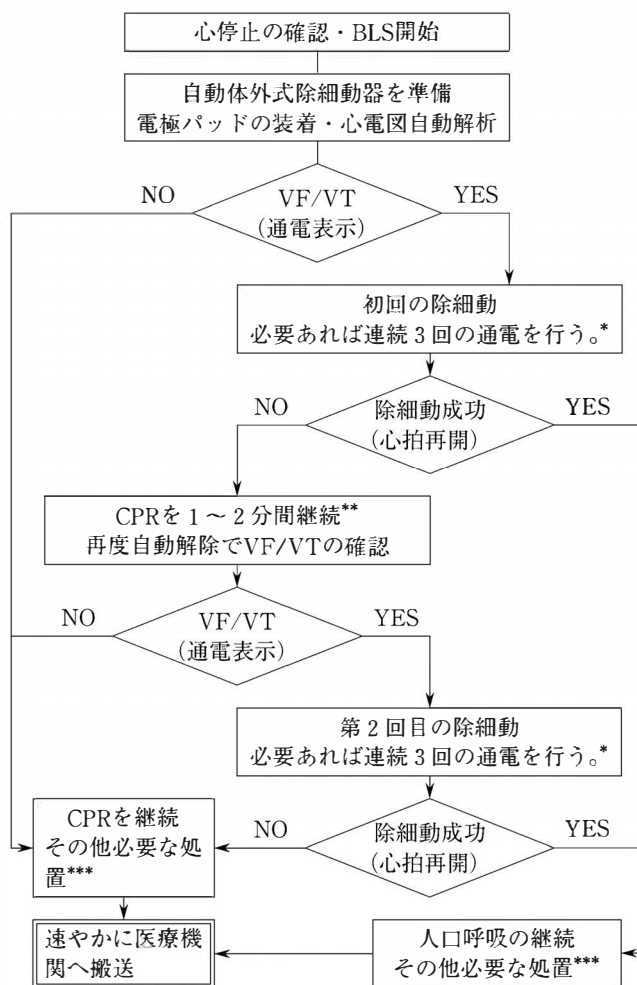 心停止の確認・BLS開始
自動体外式除細動器を準備
電極パッドの装着・心電図自動解析
NO
VF/VT
(通電表示)
YES
初回の除細動
必要あれば連続3回の通電を行う。*
NO
除細動成功
(心拍再開)
YES
CPRを1～2分間継続**
再度自動解除でVF/VTの確認
NO
VF/VT
(通電表示)
YES
第2回目の除細動
必要あれば連続3回の通電を行う。*
CPRを継続
その他必要な処
置***
NO
除細動成功
(心拍再開)
YES
速やかに医療機
関へ搬送
人口呼吸の継続
その他必要な処置***